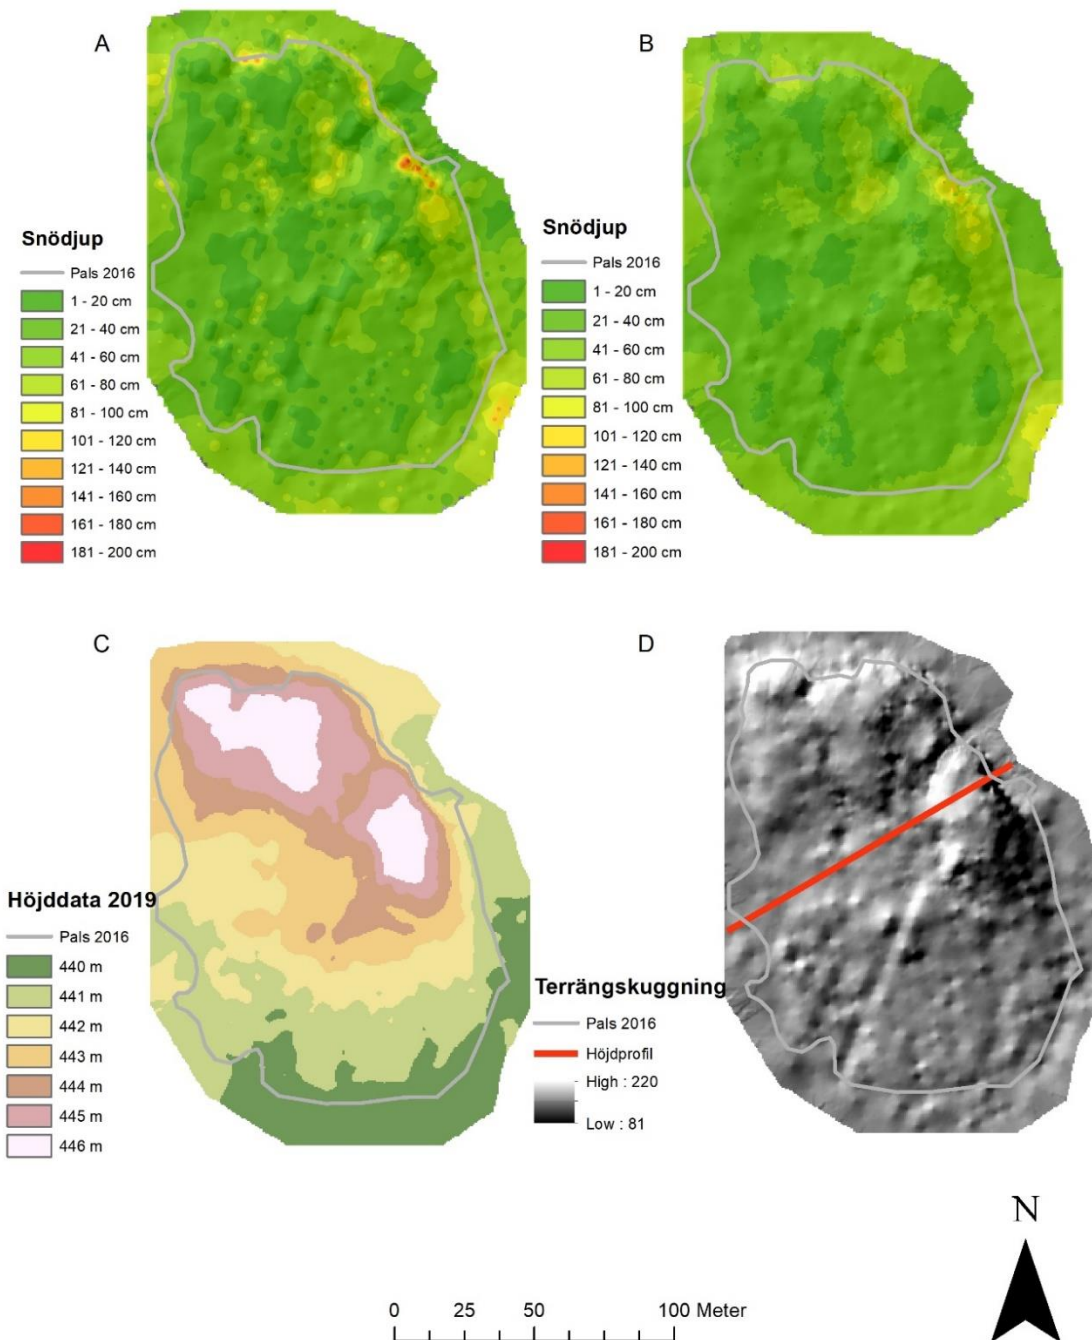 A
Snödjup
Pals 2016
1 - 20 cm
21 - 40 cm
41 - 60 cm
61 - 80 cm
81 - 100 cm
101 - 120 cm
121 - 140 cm
141 - 160 cm
161 - 180 cm
181 - 200 cm
B
Snödjup
Pals 2016
1 - 20 cm
21 - 40 cm
41 - 60 cm
61 - 80 cm
81 - 100 cm
101 - 120 cm
121 - 140 cm
141 - 160 cm
161 - 180 cm
181 - 200 cm
C
Höjddata 2019
Pals 2016
440 m
441 m
442 m
443 m
444 m
445 m
446 m
D
Terrängskuggning
Pals 2016
Höjdprofil
High : 220
Low : 81
N
0 25 50 100 Meter